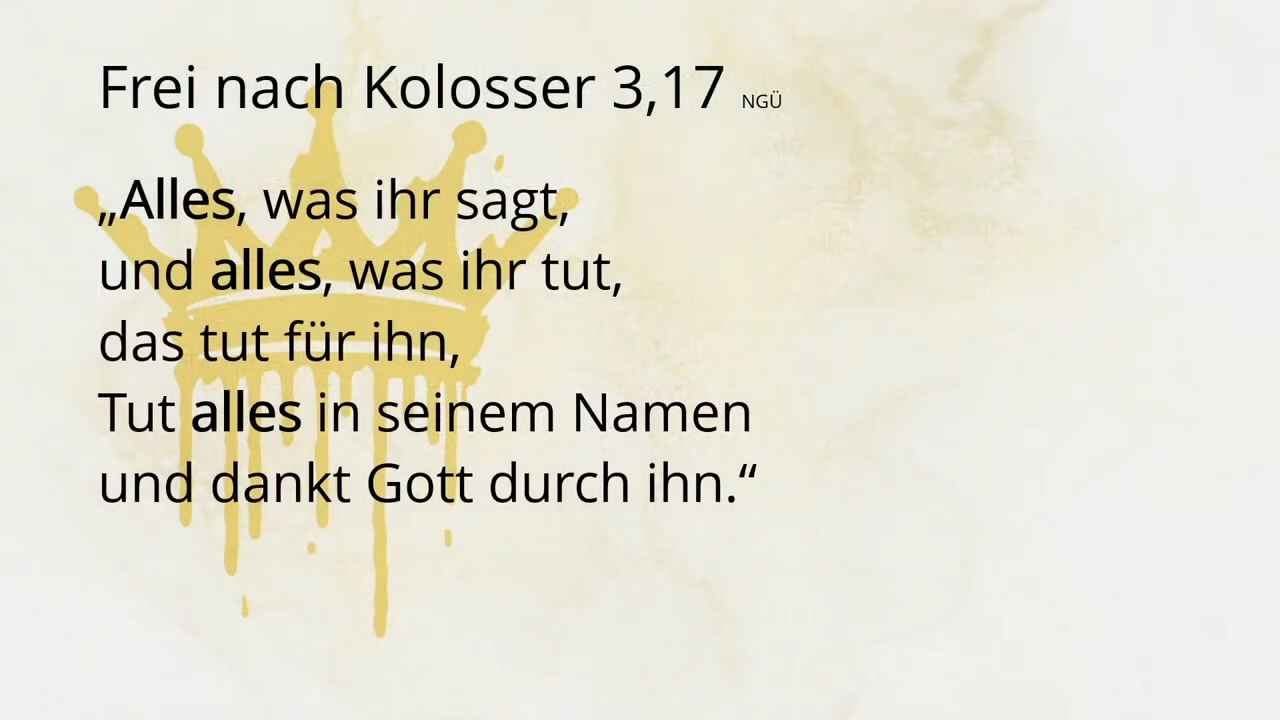 Frei nach Kolosser 3,17 NGÜ
„Alles, was ihr sagt,
und alles, was ihr tut,
das tut für ihn,
Tut alles in seinem Namen
und dankt Gott durch ihn.“